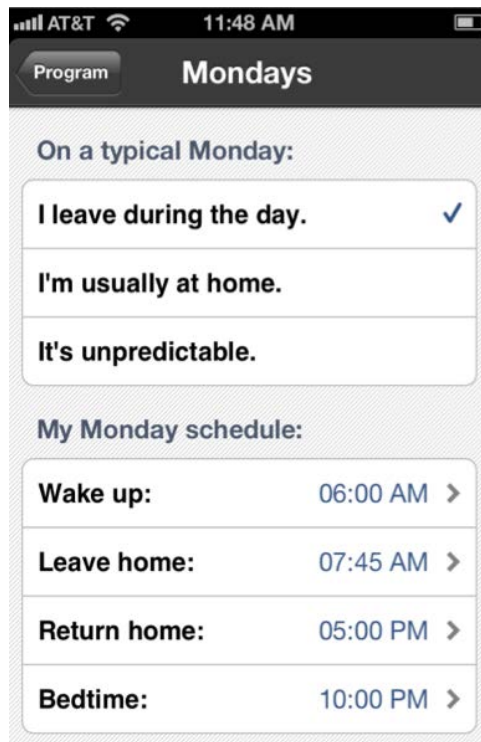 AT&T 11:48 AM
Program Mondays
On a typical Monday:
I leave during the day.
I'm usually at home.
It's unpredictable.
My Monday schedule:
Wake up: 06:00 AM
Leave home: 07:45 AM
Return home: 05:00 PM
Bedtime: 10:00 PM